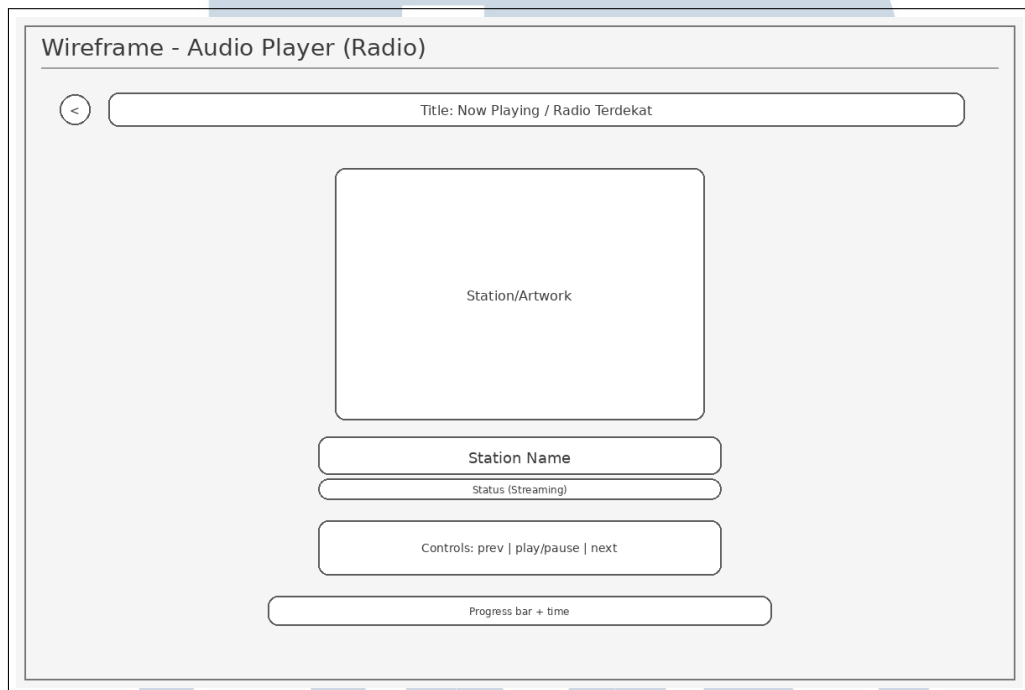 Wireframe - Audio Player (Radio)
< Title: Now Playing / Radio Terdekat
Station/Artwork
Station Name
Status (Streaming)
Controls: prev | play/pause | next
Progress bar + time